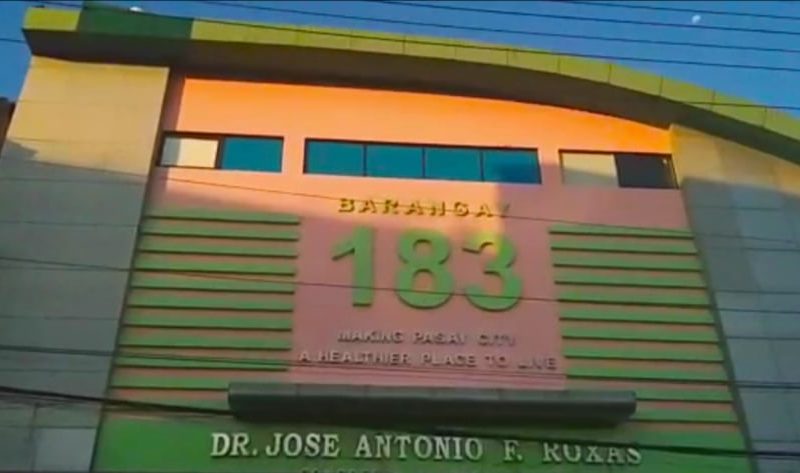 BARANGAY
183
MAKING PASAY CITY
A HEALTHIER PLACE TO LIVE
DR. JOSE ANTONIO F. ROXAS